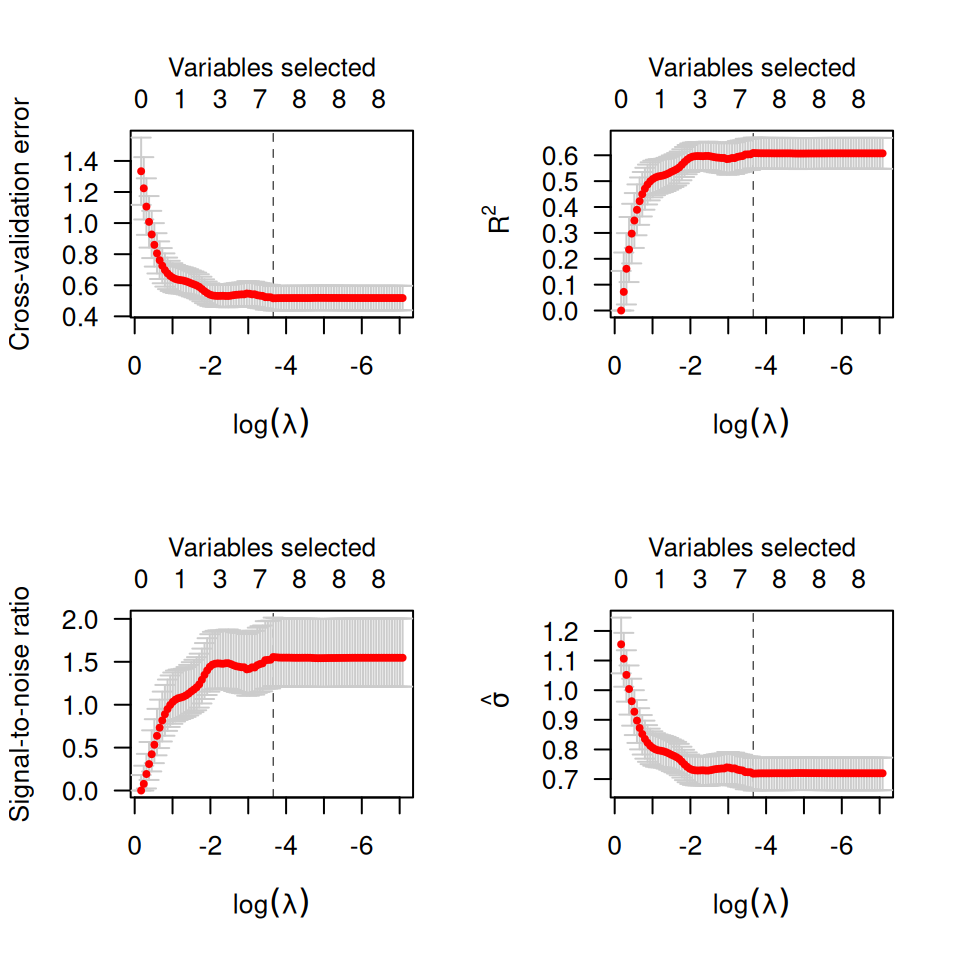 Variables selected
0 1 3 7 8 8 8
Cross-validation error
1.4
1.2
1.0
0.8
0.6
0.4
0 -2 -4 -6
log(λ)
Variables selected
0 1 3 7 8 8 8
R²
0.6
0.5
0.4
0.3
0.2
0.1
0.0
0 -2 -4 -6
log(λ)
Variables selected
0 1 3 7 8 8 8
Signal-to-noise ratio
2.0
1.5
1.0
0.5
0.0
0 -2 -4 -6
log(λ)
Variables selected
0 1 3 7 8 8 8
σ̂
1.2
1.1
1.0
0.9
0.8
0.7
0 -2 -4 -6
log(λ)